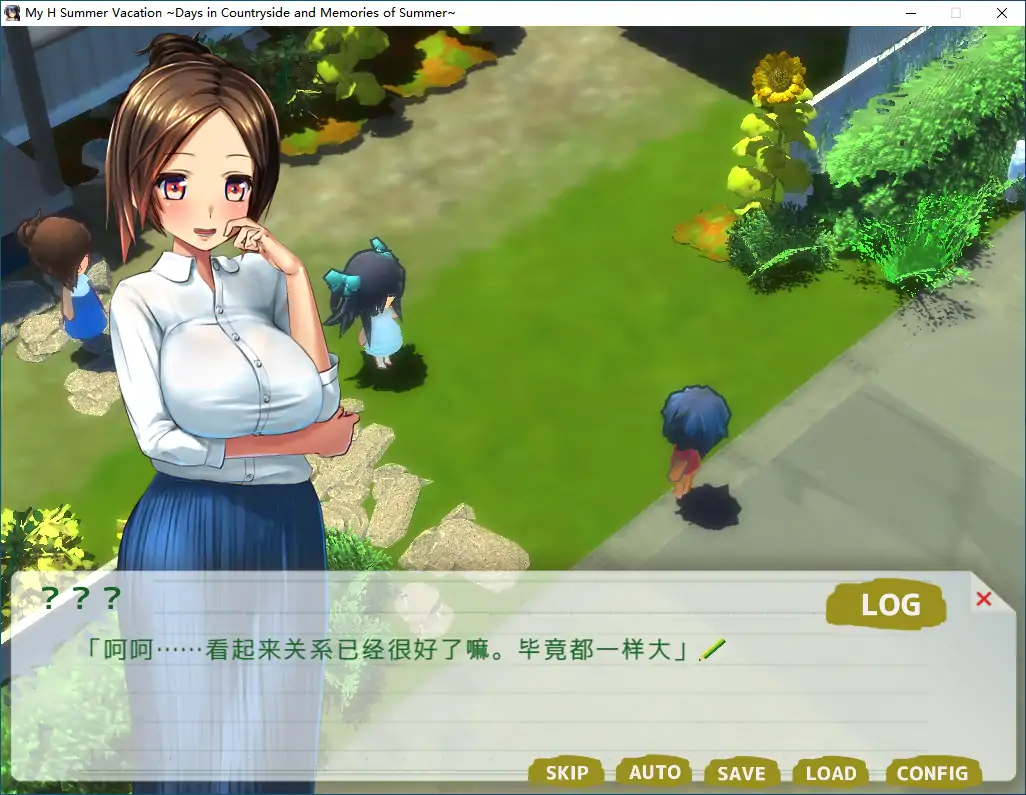 My H Summer Vacation ~Days in Countryside and Memories of Summer~
？？？
LOG
「呵呵……看起来关系已经很好了嘛。毕竟都一样大」
SKIP AUTO SAVE LOAD CONFIG